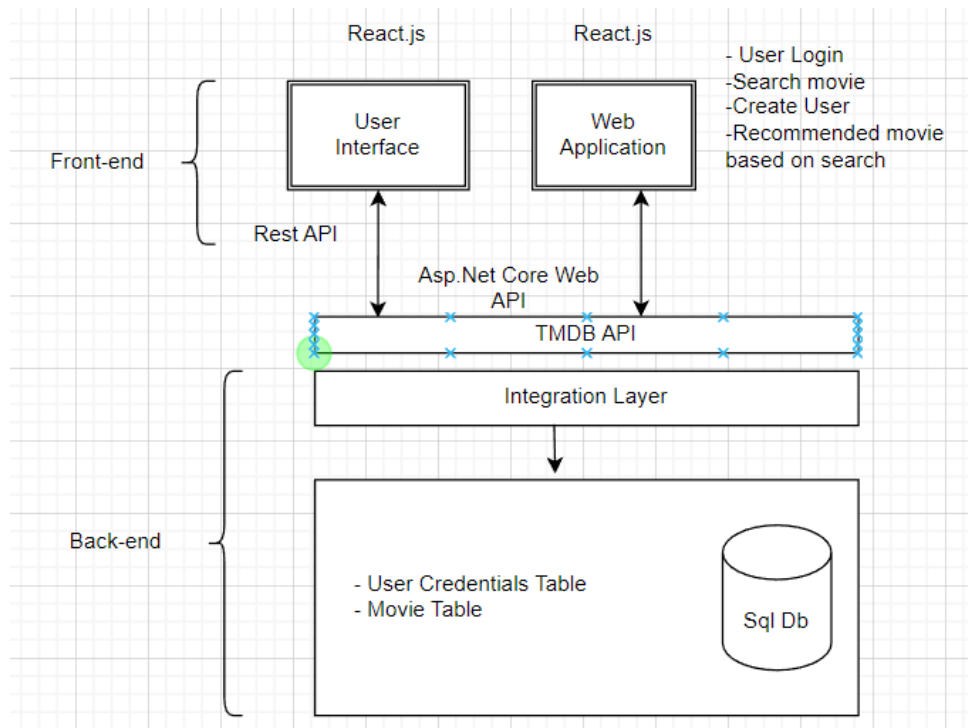 React.js
React.js
- User Login
-Search movie
-Create User
-Recommended movie
based on search
User
Interface
Web
Application
Front-end
Rest API
Asp.Net Core Web
API
TMDB API
Integration Layer
Back-end
- User Credentials Table
- Movie Table
Sql Db